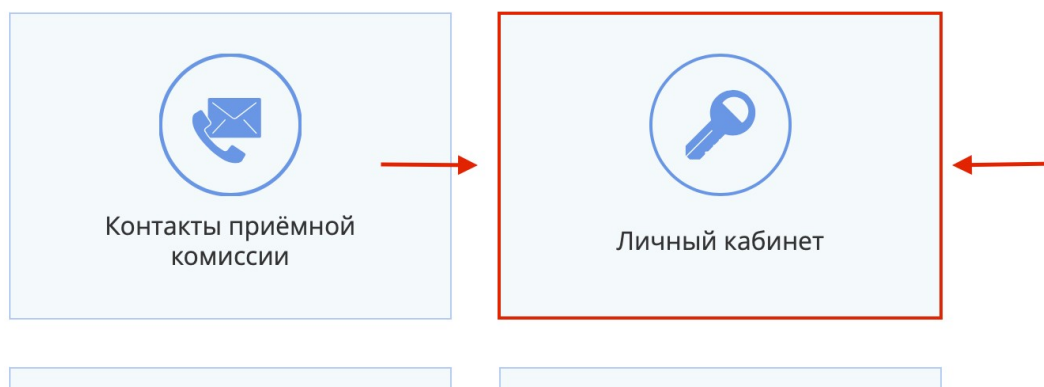 Контакты приёмной
комиссии
Личный кабинет